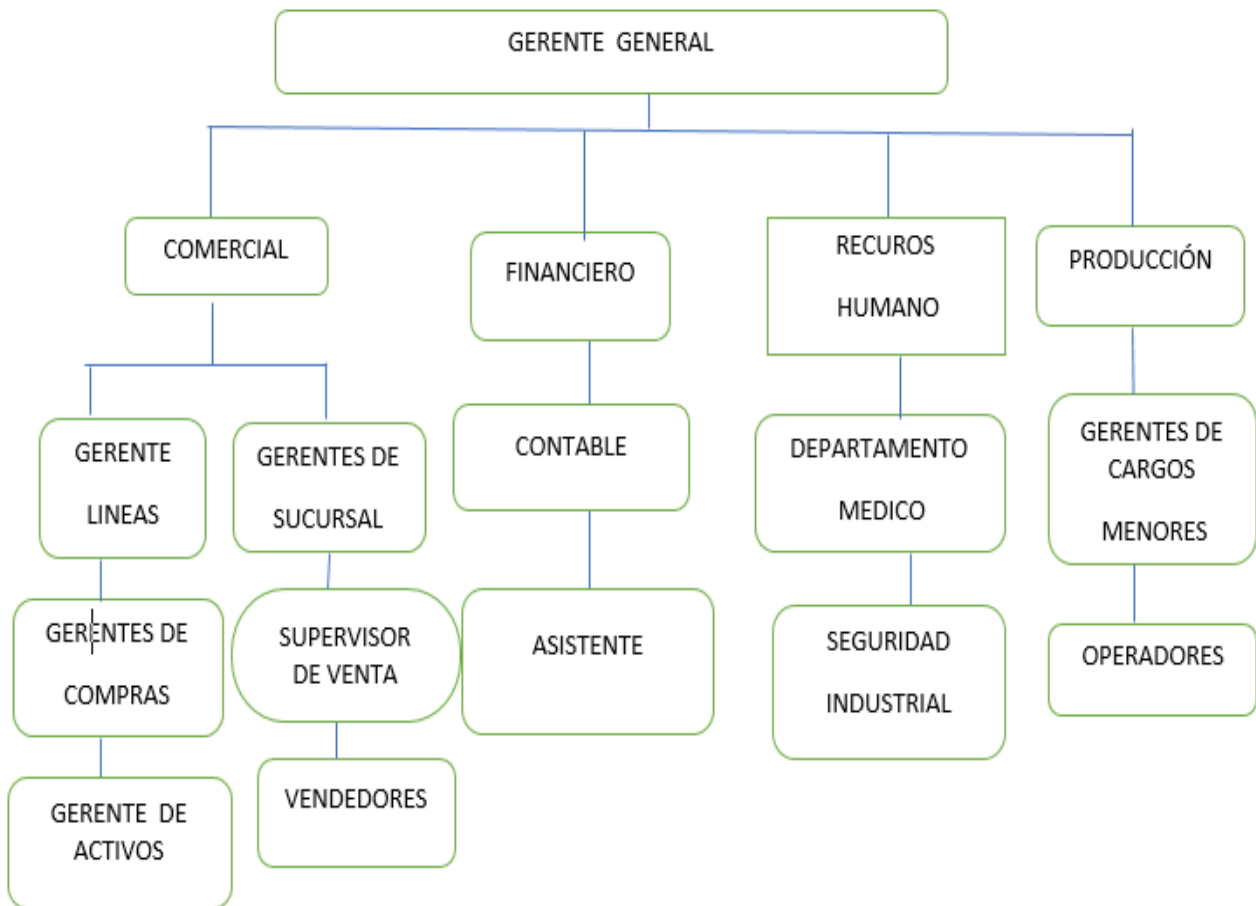 GERENTE GENERAL
COMERCIAL
FINANCIERO
RECUROS
HUMANO
PRODUCCIÓN
GERENTE
LINEAS
GERENTES DE
SUCURSAL
CONTABLE
DEPARTAMENTO
MEDICO
GERENTES DE
CARGOS
MENORES
GERENTES DE
COMPRAS
SUPERVISOR
DE VENTA
ASISTENTE
SEGURIDAD
INDUSTRIAL
OPERADORES
GERENTE DE
ACTIVOS
VENDEDORES